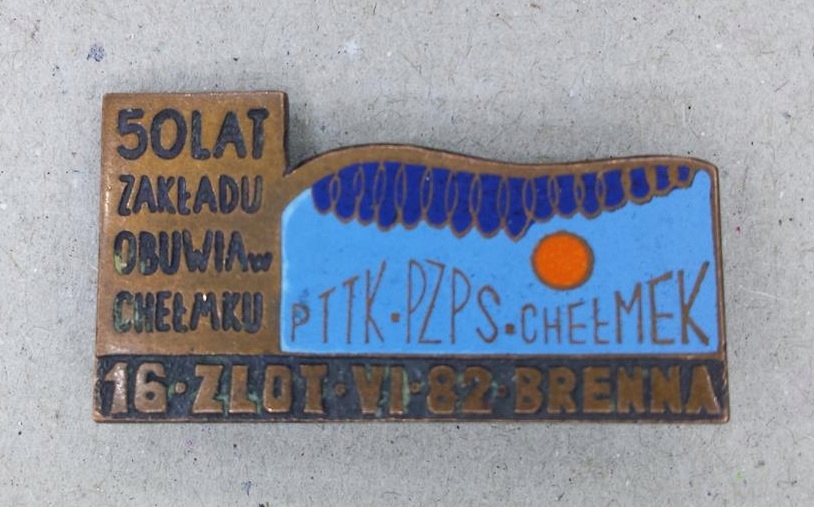 50 LAT
ZAKŁADU
OBUWIA w
CHEŁMKU
PTTK·PZPS·CHEŁMEK
16·ZLOT·VI·82·BRENNA